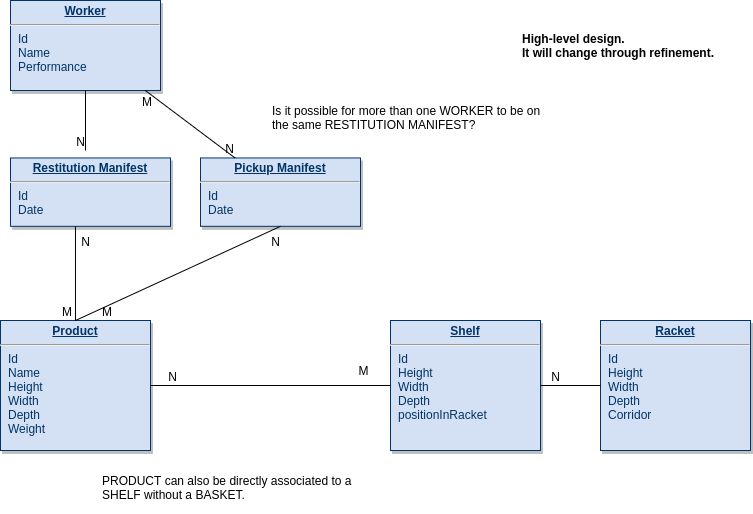 Worker
Id
Name
Performance
High-level design.
It will change through refinement.
M
Is it possible for more than one WORKER to be on
the same RESTITUTION MANIFEST?
N
N
Restitution Manifest
Id
Date
Pickup Manifest
Id
Date
N
N
M
M
Product
Id
Name
Height
Width
Depth
Weight
N
M
Shelf
Id
Height
Width
Depth
positionInRacket
N
Racket
Id
Height
Width
Depth
Corridor
PRODUCT can also be directly associated to a
SHELF without a BASKET.